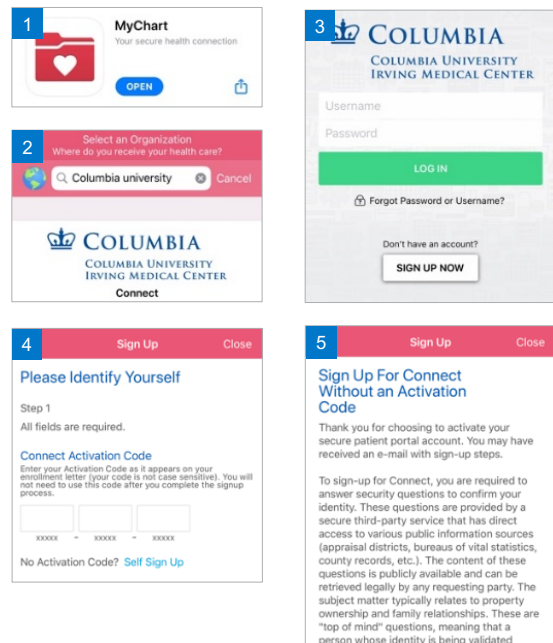 1
MyChart
Your secure health connection
OPEN
2
Select an Organization
Where do you receive your health care?
Columbia university
Cancel
COLUMBIA
COLUMBIA UNIVERSITY
IRVING MEDICAL CENTER
Connect
3
COLUMBIA
COLUMBIA UNIVERSITY
IRVING MEDICAL CENTER
Username
Password
LOG IN
Forgot Password or Username?
Don't have an account?
SIGN UP NOW
4
Sign Up
Close
Please Identify Yourself
Step 1
All fields are required.
Connect Activation Code
Enter your Activation Code as it appears on your
enrollment letter (your code is not case sensitive). You will
not need to use this code after you complete the signup
process.
xxxxx - xxxxx - xxxxx
No Activation Code? Self Sign Up
5
Sign Up
Close
Sign Up For Connect
Without an Activation
Code
Thank you for choosing to activate your
secure patient portal account. You may have
received an e-mail with sign-up steps.
To sign-up for Connect, you are required to
answer security questions to confirm your
identity. These questions are provided by a
secure third-party service that has direct
access to various public information sources
(appraisal districts, bureaus of vital statistics,
county records, etc.). The content of these
questions is publicly available and can be
retrieved legally by any requesting party. The
subject matter typically relates to property
ownership and family relationships. These are
"top of mind" questions, meaning that a
person whose identity is being validated